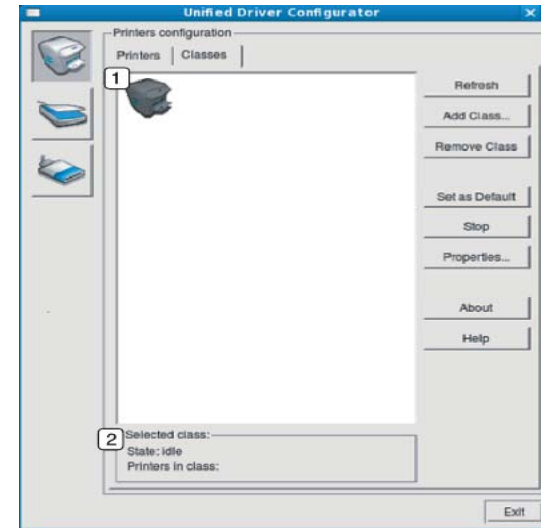 Unified Driver Configurator
Printers configuration
Printers
Classes
1
Refresh
Add Class...
Remove Class
Set as Default
Stop
Properties...
About
Help
2
Selected class:
State: idle
Printers in class:
Exit